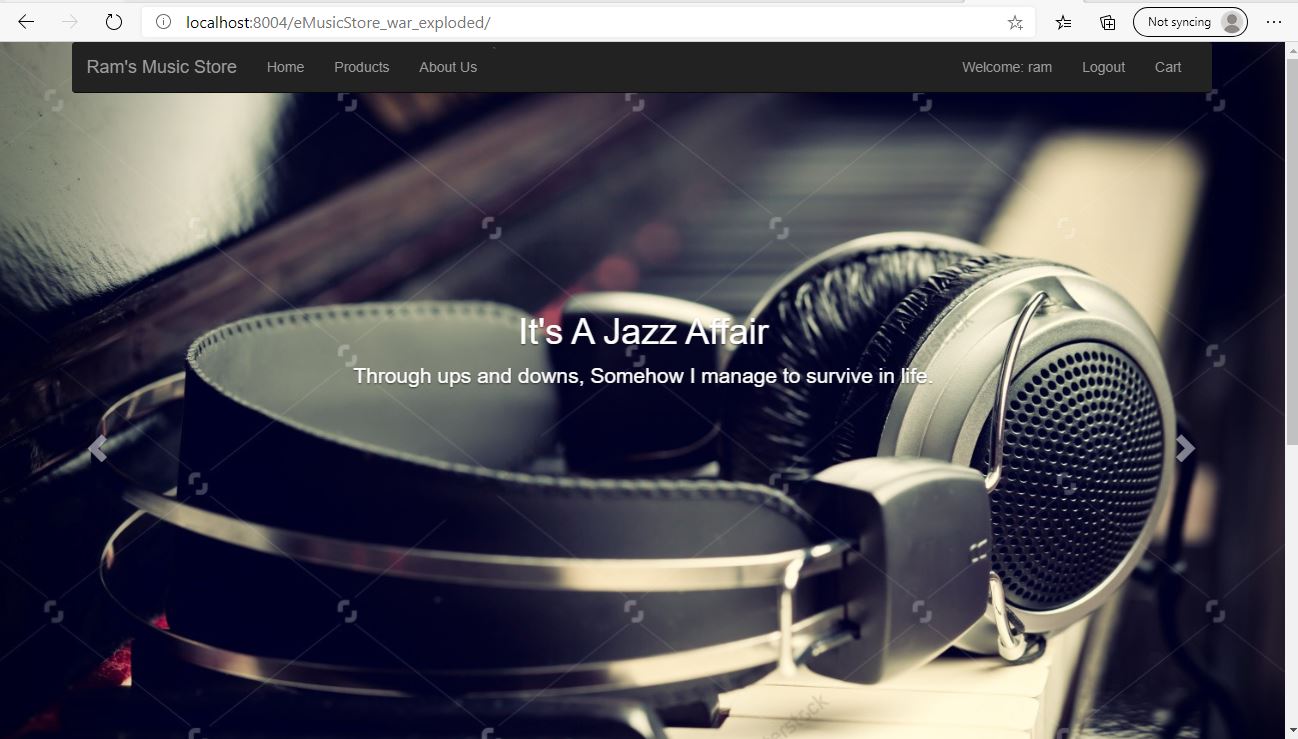 localhost:8004/eMusicStore_war_exploded/
Not syncing
Ram's Music Store Home Products About Us Welcome: ram Logout Cart
It's A Jazz Affair
Through ups and downs, Somehow I manage to survive in life.